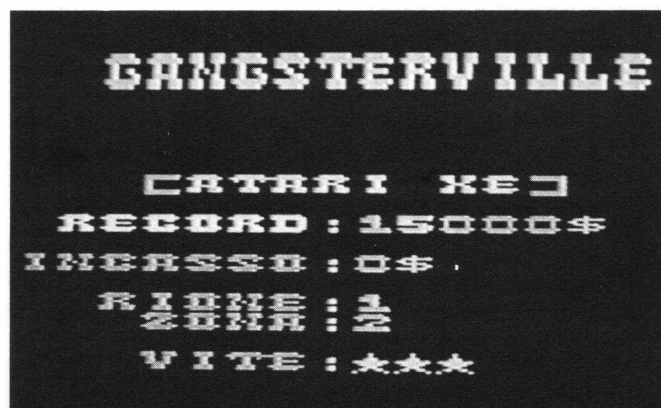 GANGSTERVILLE
[ATARI XE]
RECORD:15000$
INCASSO:0$
RIONE:1
ZONA:2
VITE:★★★